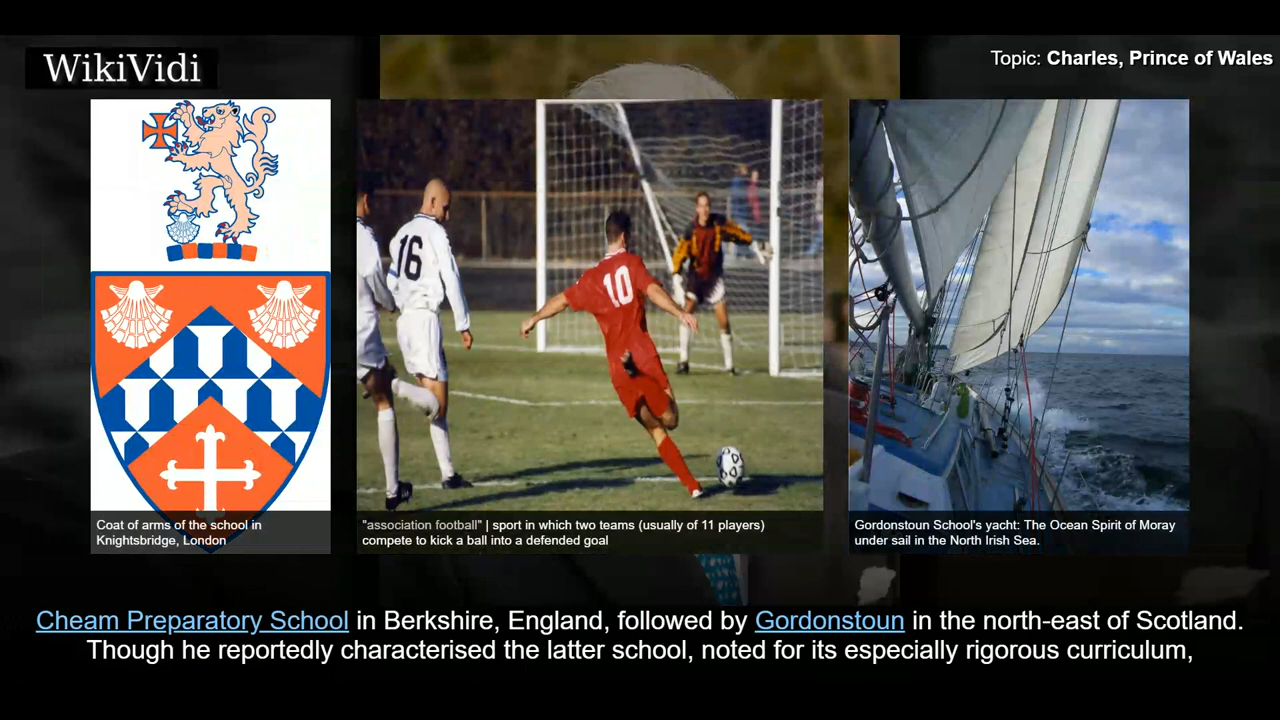 WikiVidi
Topic: Charles, Prince of Wales
16
10
Coat of arms of the school in
Knightsbridge, London
"association football" | sport in which two teams (usually of 11 players)
compete to kick a ball into a defended goal
Gordonstoun School's yacht: The Ocean Spirit of Moray
under sail in the North Irish Sea.
Cheam Preparatory School in Berkshire, England, followed by Gordonstoun in the north-east of Scotland.
Though he reportedly characterised the latter school, noted for its especially rigorous curriculum,